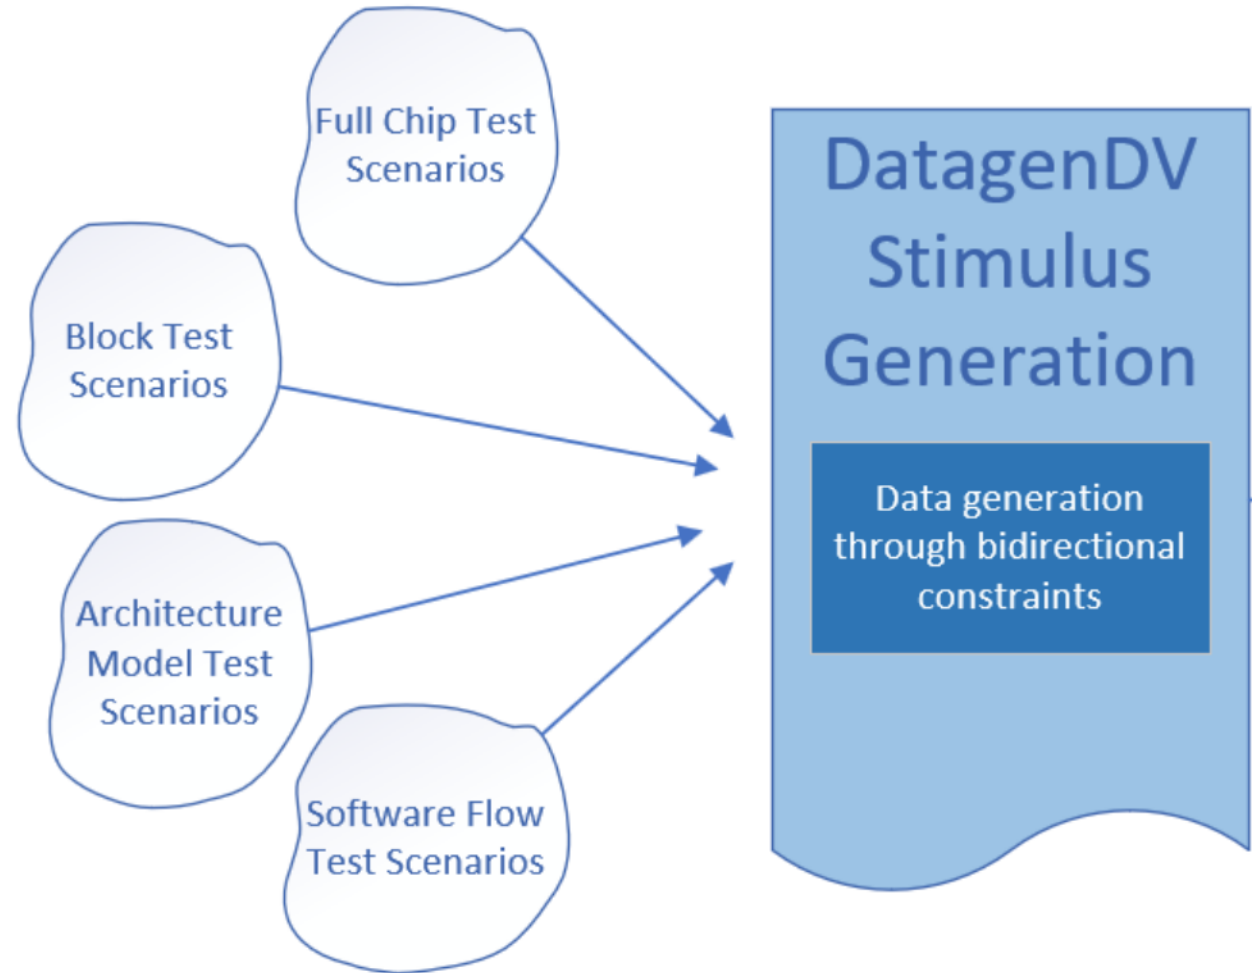 Full Chip Test
Scenarios
Block Test
Scenarios
Architecture
Model Test
Scenarios
Software Flow
Test Scenarios
DatagenDV
Stimulus
Generation
Data generation
through bidirectional
constraints